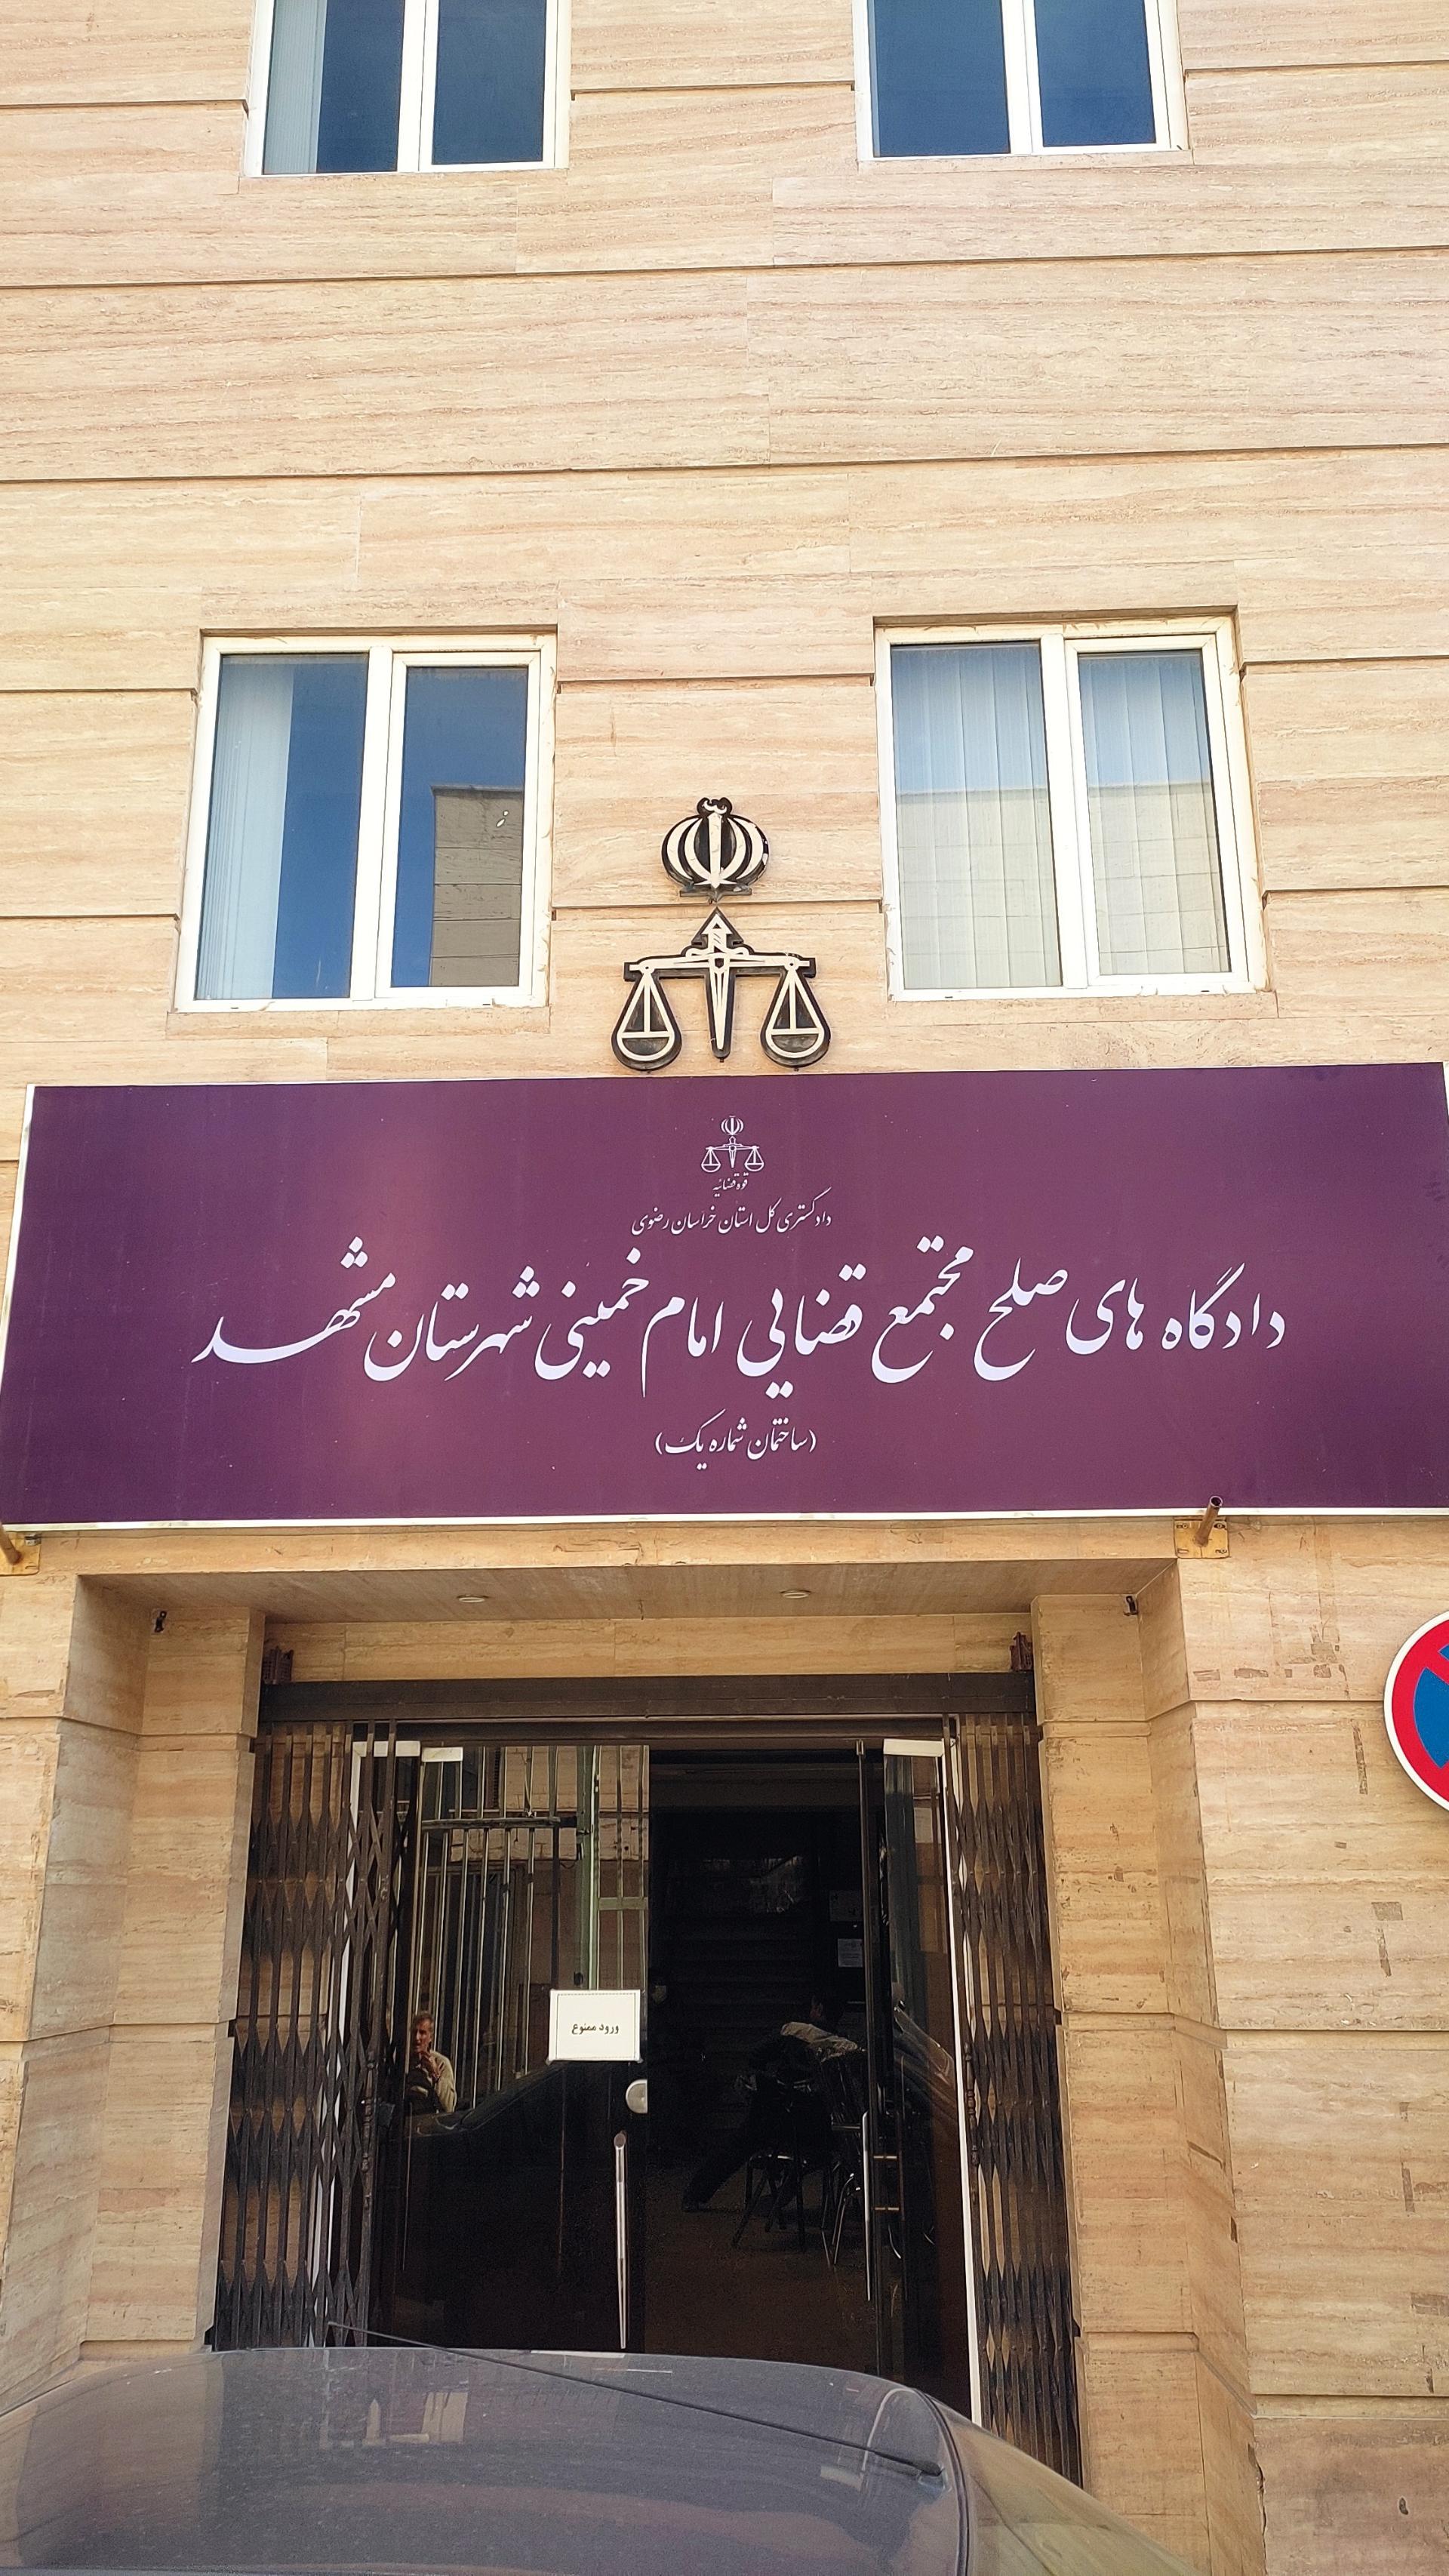 قوه قضائیه
دادگستری کل استان خراسان رضوی
دادگاه های صلح مجتمع قضایی امام خمینی شهرستان مشهد
(ساختمان شماره یک)
ورود ممنوع